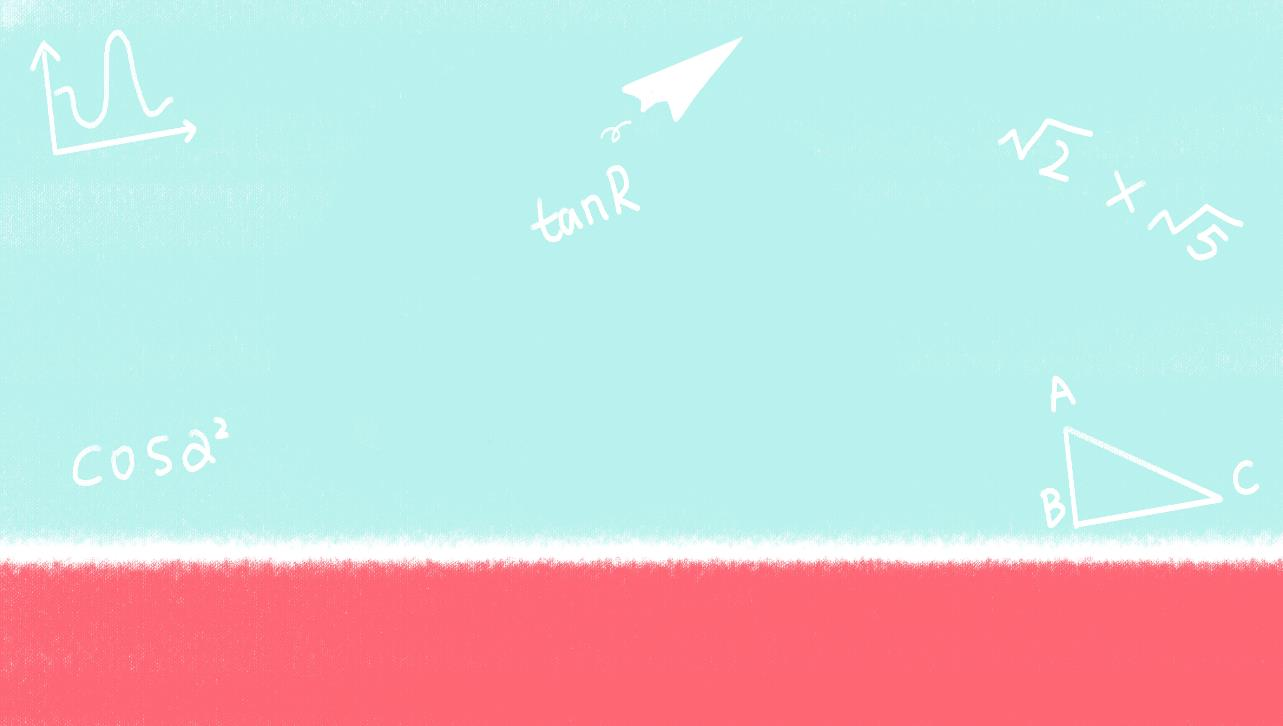 tanR
√2 × √5
cosa²
A
B
C